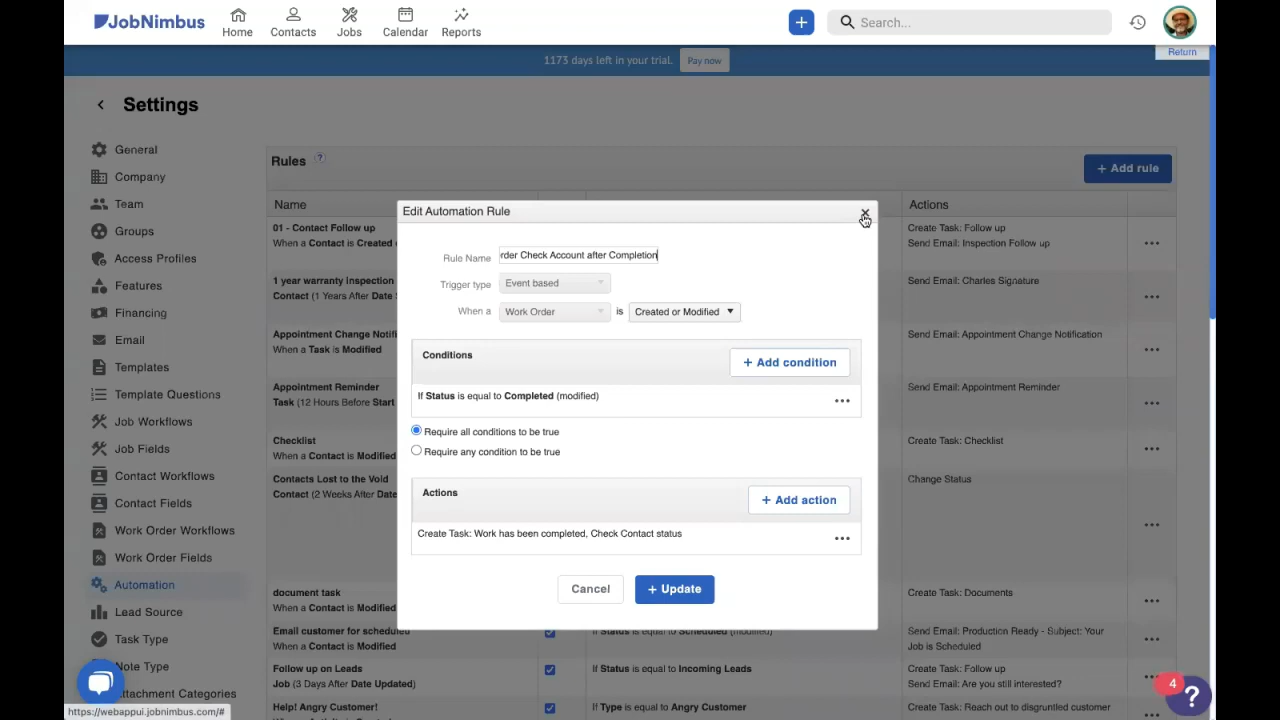 JobNimbus
Home
Contacts
Jobs
Calendar
Reports
Search...
Return
1173 days left in your trial.
Pay now
Settings
General
Company
Team
Groups
Access Profiles
Features
Financing
Email
Templates
Template Questions
Job Workflows
Job Fields
Contact Workflows
Contact Fields
Work Order Workflows
Work Order Fields
Automation
Lead Source
Task Type
Note Type
ttachment Categories
https://webappui.jobnimbus.com/#
Rules ?
+ Add rule
Name
Actions
01 - Contact Follow up
When a Contact is Created
Create Task: Follow up
Send Email: Inspection Follow up
1 year warranty inspection
Contact (1 Years After Date
Send Email: Charles Signature
Appointment Change Notifi
When a Task is Modified
Send Email: Appointment Change Notification
Appointment Reminder
Task (12 Hours Before Start
Send Email: Appointment Reminder
Checklist
When a Contact is Modified
Create Task: Checklist
Contacts Lost to the Void
Contact (2 Weeks After Date
Change Status
document task
When a Contact is Modified
Create Task: Documents
Email customer for scheduled
When a Contact is Modified
If Status is equal to Scheduled (modified)
Send Email: Production Ready - Subject: Your
Job is Scheduled
Follow up on Leads
Job (3 Days After Date Updated)
If Status is equal to Incoming Leads
Create Task: Follow up
Send Email: Are you still interested?
Help! Angry Customer!
If Type is equal to Angry Customer
Create Task: Reach out to disgruntled customer
Edit Automation Rule
Rule Name
rder Check Account after Completion
Trigger type
Event based
When a
Work Order
is
Created or Modified
Conditions
+ Add condition
If Status is equal to Completed (modified)
Require all conditions to be true
Require any condition to be true
Actions
+ Add action
Create Task: Work has been completed, Check Contact status
Cancel
+ Update
4
?